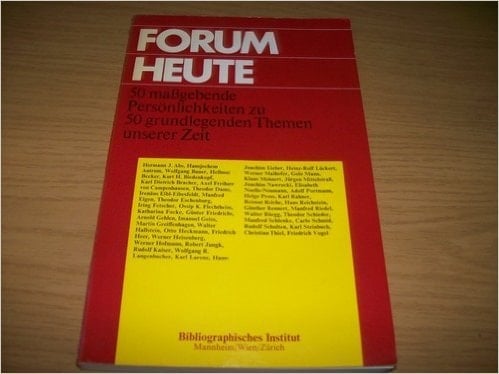 FORUM
HEUTE
50 maßgebende
Persönlichkeiten zu
50 grundlegenden Themen
unserer Zeit
Hermann J. Abs, Hansjochem
Autrum, Wolfgang Bauer, Hellmut
Becker, Kurt H. Biedenkopf,
Karl Dietrich Bracher, Axel Freiherr
von Campenhausen, Theodor Dams,
Irenäus Eibl-Eibesfeldt, Manfred
Eigen, Theodor Eschenburg,
Iring Fetscher, Ossip K. Flechtheim,
Katharina Focke, Günter Friedrichs,
Arnold Gehlen, Imanuel Geiss,
Martin Greiffenhagen, Walter
Hallstein, Otto Heckmann, Friedrich
Heer, Werner Heisenberg,
Werner Hofmann, Robert Jungk,
Rudolf Kaiser, Wolfgang R.
Langenbucher, Karl Lorenz, Hans-
Joachim Lieber, Heinz-Rolf Lückert,
Werner Maihofer, Golo Mann,
Klaus Mehnert, Jürgen Mittelstraß,
Joachim Nawrocki, Elisabeth
Noelle-Neumann, Adolf Portmann,
Helge Pross, Karl Rahner,
Reimut Reiche, Hans Reichstein,
Günther Rennert, Manfred Riedel,
Walter Rüegg, Theodor Schieder,
Manfred Schlenke, Carlo Schmid,
Rudolf Schulten, Karl Steinbuch,
Christian Thiel, Friedrich Vogel
Bibliographisches Institut
Mannheim/Wien/Zürich